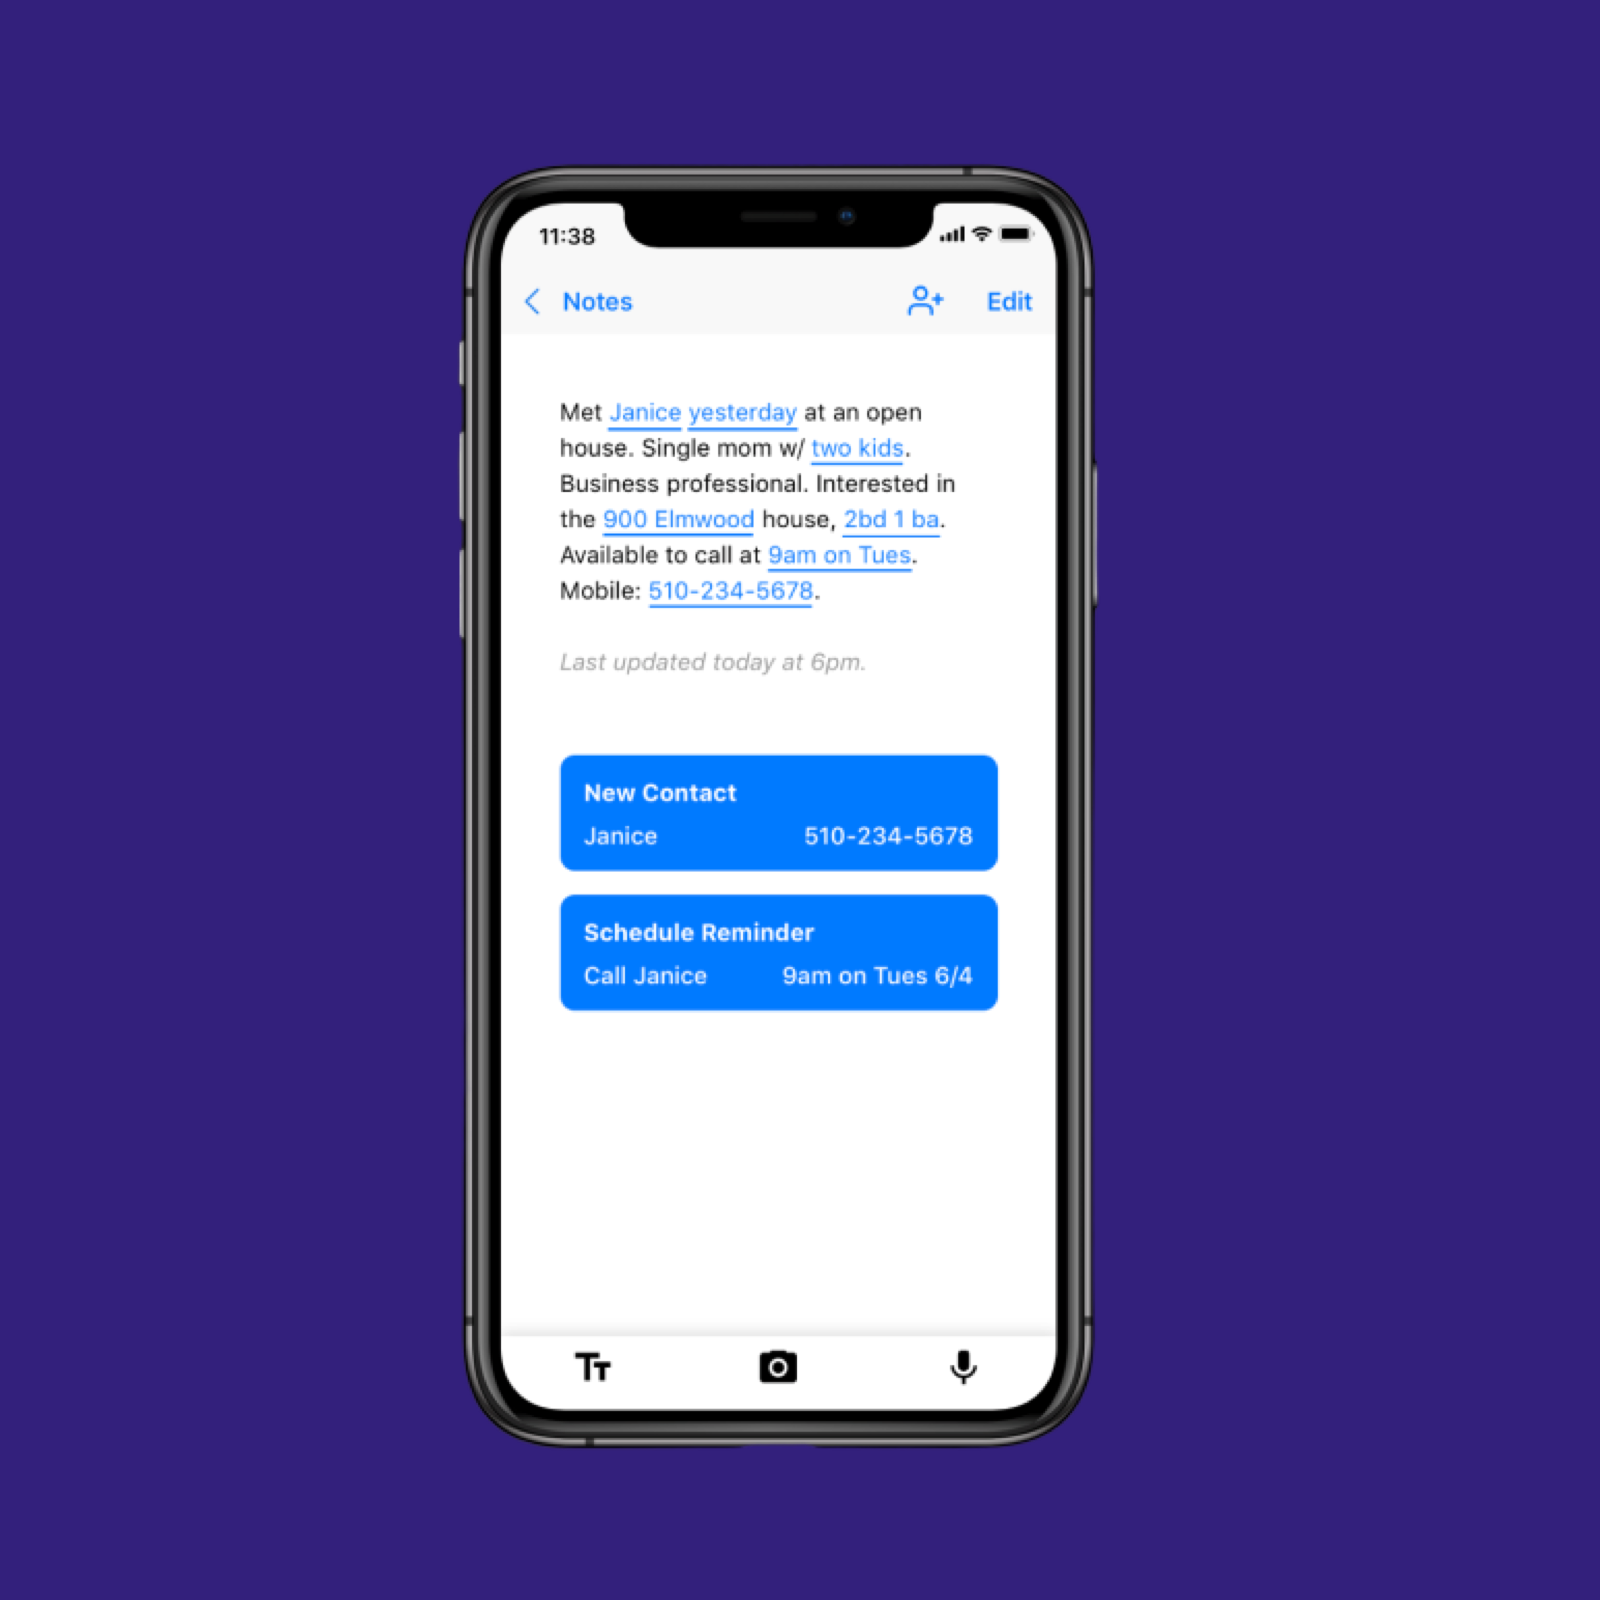 11:38
Notes
Edit
Met Janice yesterday at an open
house. Single mom w/ two kids.
Business professional. Interested in
the 900 Elmwood house, 2bd 1 ba.
Available to call at 9am on Tues.
Mobile: 510-234-5678.
Last updated today at 6pm.
New Contact
Janice 510-234-5678
Schedule Reminder
Call Janice 9am on Tues 6/4
TT